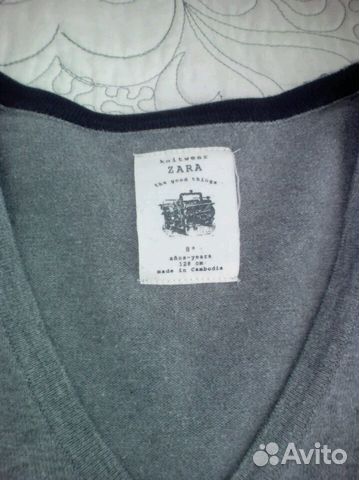 knitwear
ZARA
the good things
8*
años-years
128 cm
made in Cambodia
Avito